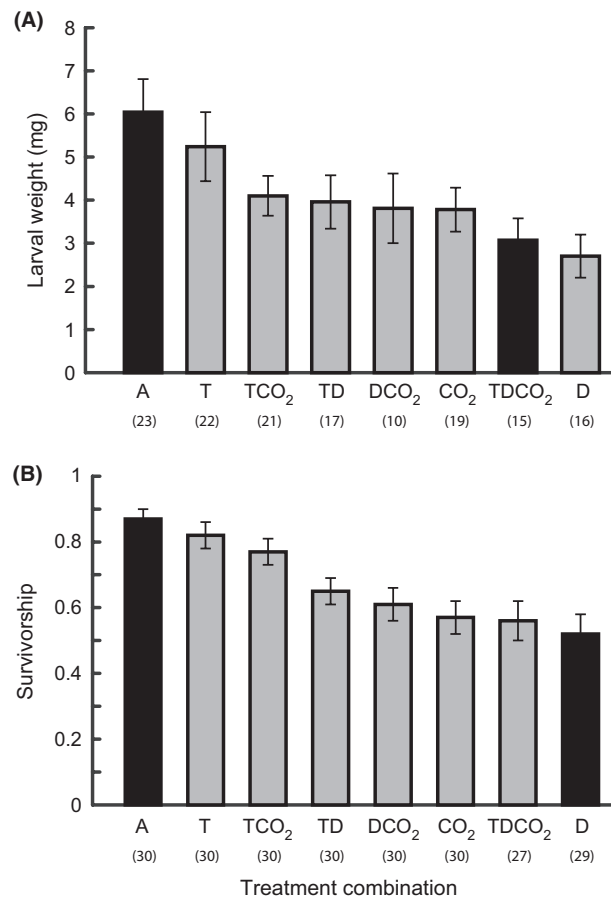 (A)
8
7
6
5
4
3
2
1
0
Larval weight (mg)
A T TCO₂ TD DCO₂ CO₂ TDCO₂ D
(23) (22) (21) (17) (10) (19) (15) (16)
(B)
1
0.8
0.6
0.4
0.2
0
Survivorship
A T TCO₂ TD DCO₂ CO₂ TDCO₂ D
(30) (30) (30) (30) (30) (30) (27) (29)
Treatment combination